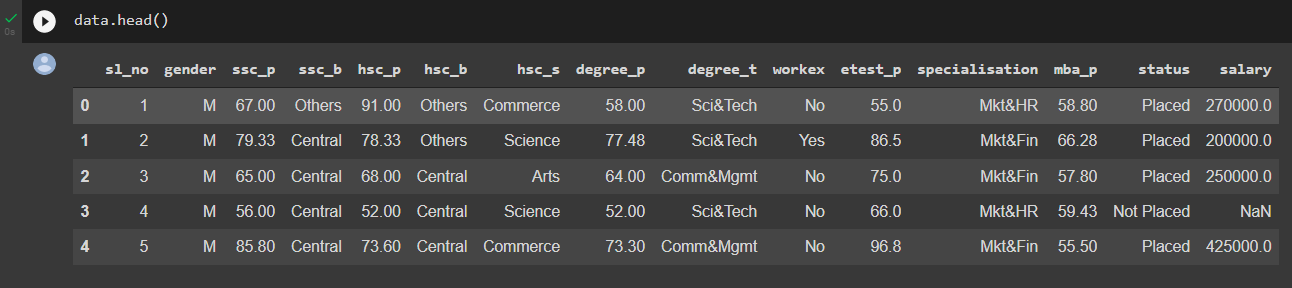 data.head()
0s
sl_no gender ssc_p ssc_b hsc_p hsc_b hsc_s degree_p degree_t workex etest_p specialisation mba_p status salary
0 1 M 67.00 Others 91.00 Others Commerce 58.00 Sci&Tech No 55.0 Mkt&HR 58.80 Placed 270000.0
1 2 M 79.33 Central 78.33 Others Science 77.48 Sci&Tech Yes 86.5 Mkt&Fin 66.28 Placed 200000.0
2 3 M 65.00 Central 68.00 Central Arts 64.00 Comm&Mgmt No 75.0 Mkt&Fin 57.80 Placed 250000.0
3 4 M 56.00 Central 52.00 Central Science 52.00 Sci&Tech No 66.0 Mkt&HR 59.43 Not Placed NaN
4 5 M 85.80 Central 73.60 Central Commerce 73.30 Comm&Mgmt No 96.8 Mkt&Fin 55.50 Placed 425000.0